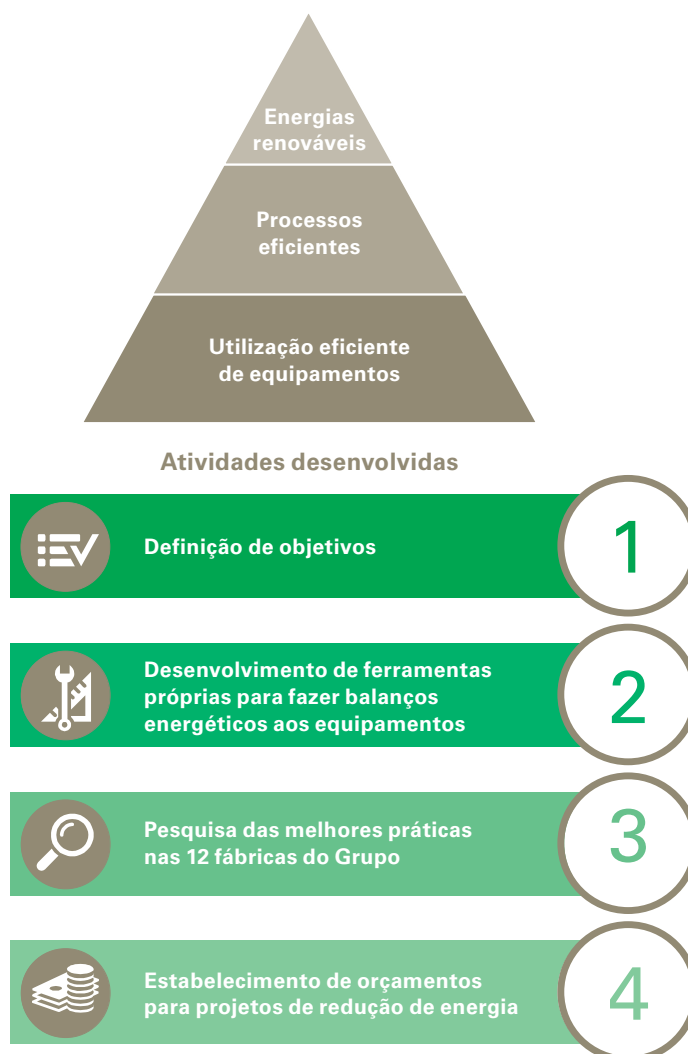 Energias
renováveis
Processos
eficientes
Utilização eficiente
de equipamentos
Atividades desenvolvidas
Definição de objetivos
1
Desenvolvimento de ferramentas
próprias para fazer balanços
energéticos aos equipamentos
2
Pesquisa das melhores práticas
nas 12 fábricas do Grupo
3
Estabelecimento de orçamentos
para projetos de redução de energia
4